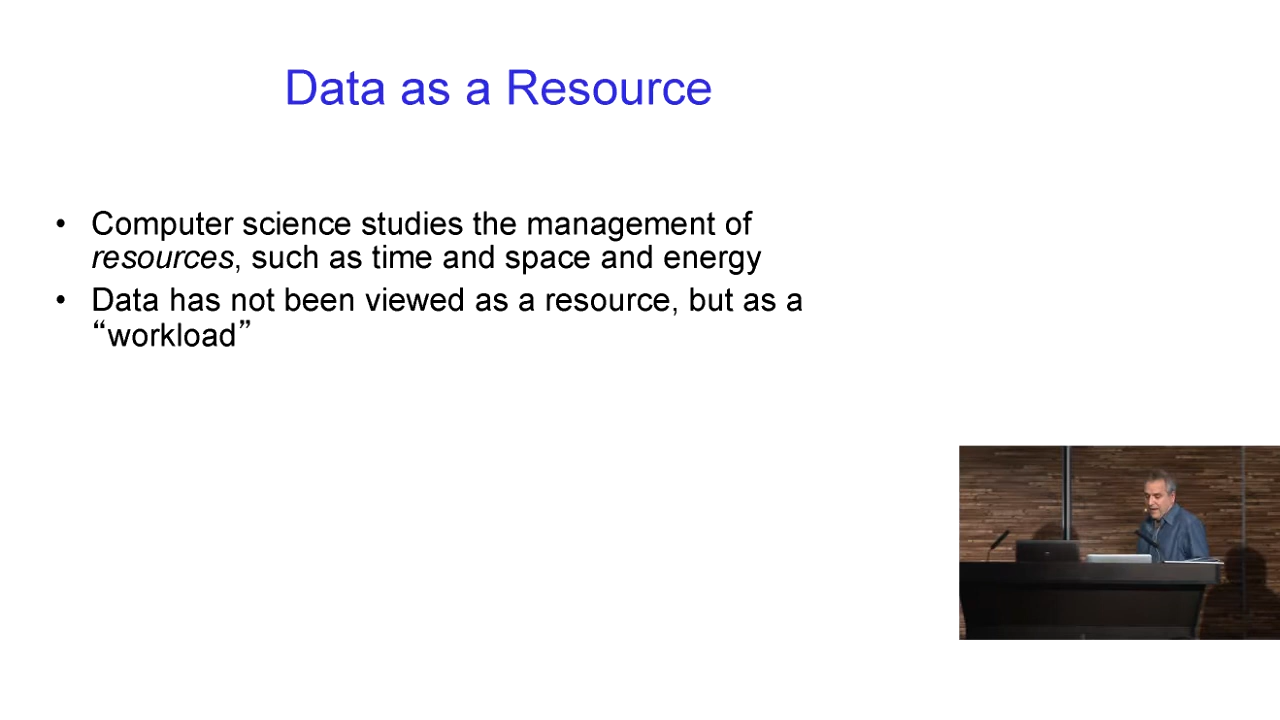 Data as a Resource
• Computer science studies the management of
resources, such as time and space and energy
• Data has not been viewed as a resource, but as a
“workload”